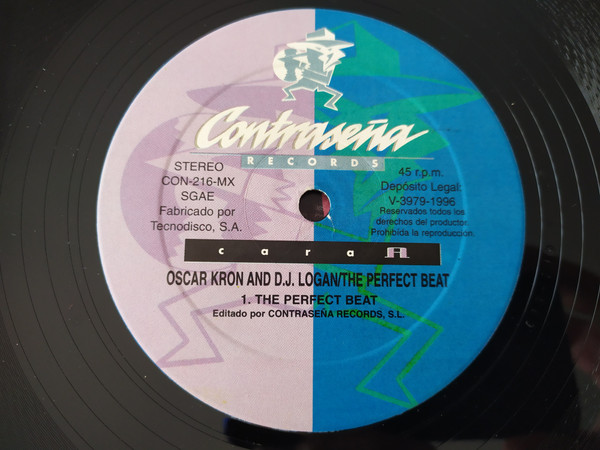 Contraseña
RECORDS
STEREO
CON-216-MX
SGAE
Fabricado por
Tecnodisco, S.A.
45 r.p.m.
Depósito Legal:
V-3979-1996
Reservados todos los
derechos del productor
Prohibida la reproducción
cara A
OSCAR KRON AND D.J. LOGAN/THE PERFECT BEAT
1. THE PERFECT BEAT
Editado por CONTRASEÑA RECORDS, S.L.